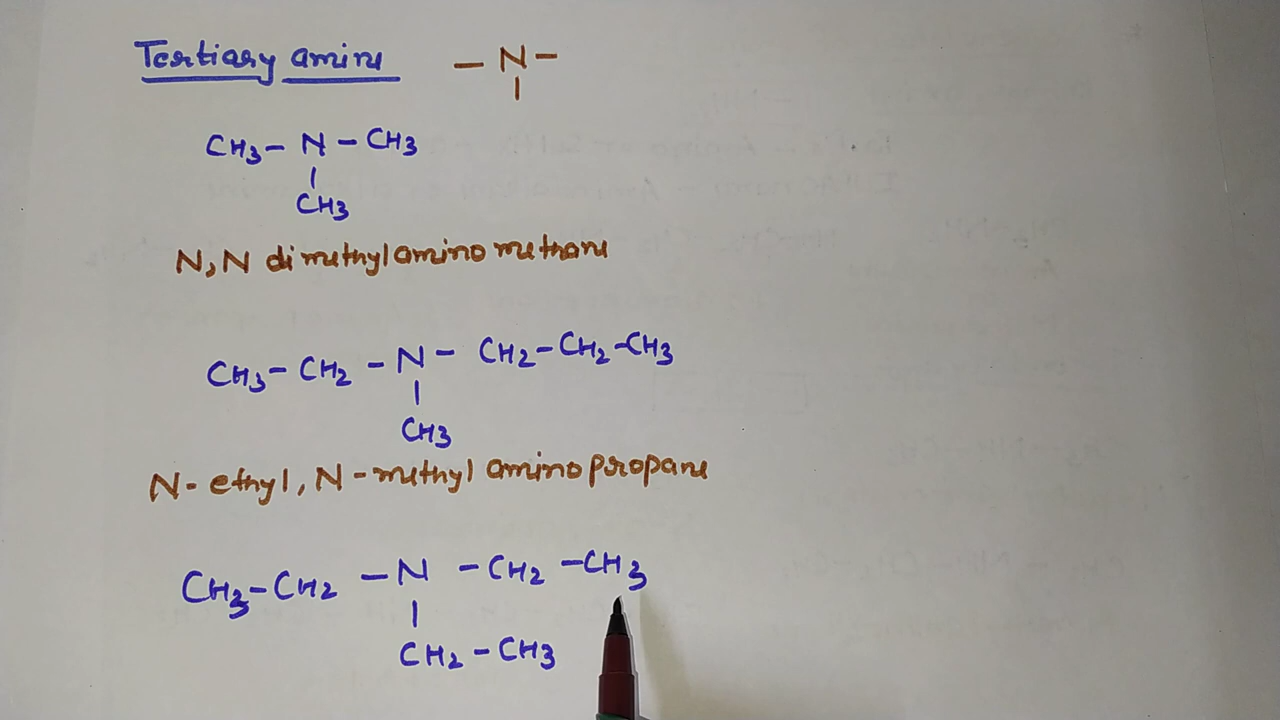 Tertiary amine –N–
|
CH3–N–CH3
|
CH3
N,N dimethylaminomethane
CH3–CH2–N–CH2–CH2–CH3
|
CH3
N-ethyl, N-methyl aminopropane
CH3–CH2–N–CH2–CH3
|
CH2–CH3